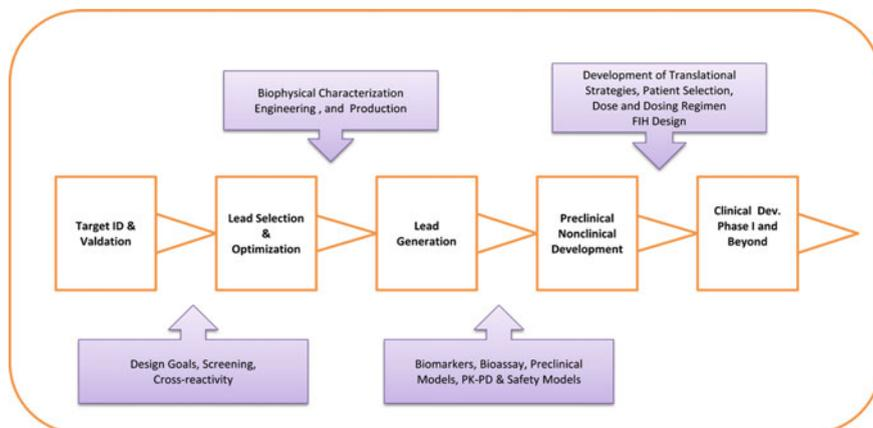 Biophysical Characterization
Engineering , and Production
Development of Translational
Strategies, Patient Selection,
Dose and Dosing Regimen
FIH Design
Target ID &
Valdation
Lead Selection
&
Optimization
Lead
Generation
Preclinical
Nonclinical
Development
Clinical Dev.
Phase I and
Beyond
Design Goals, Screening,
Cross-reactivity
Biomarkers, Bioassay, Preclinical
Models, PK-PD & Safety Models